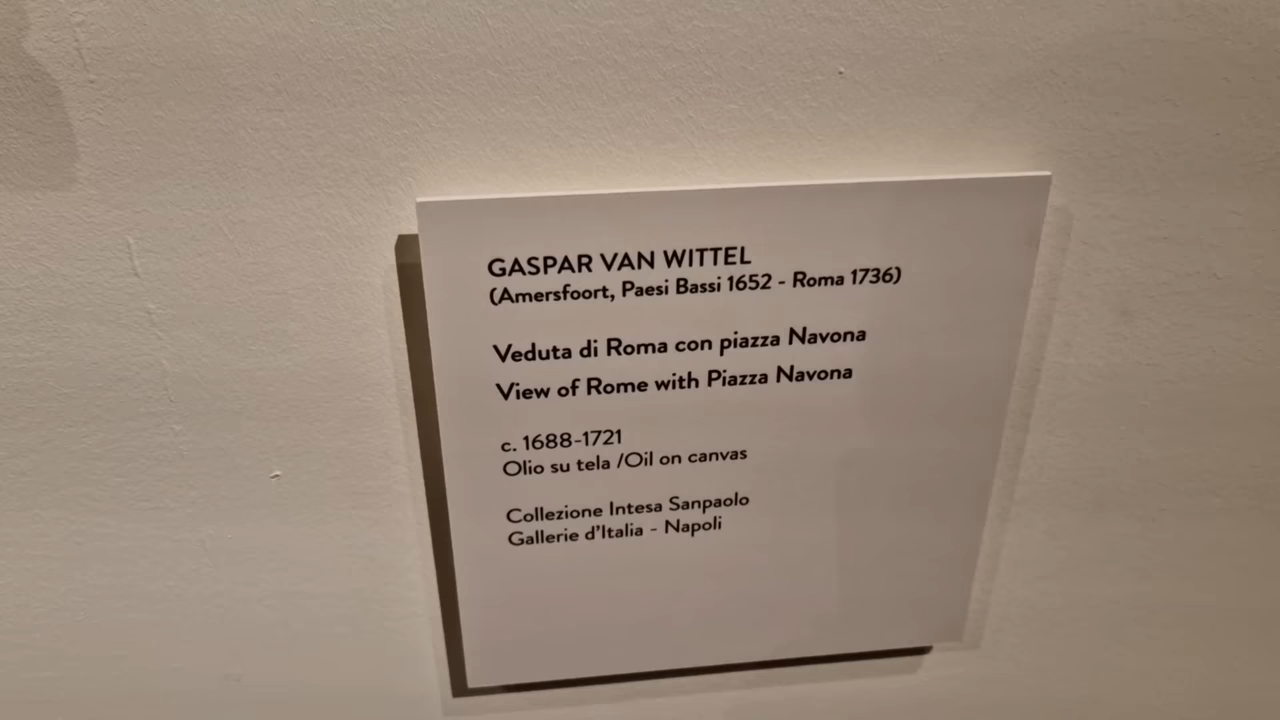 GASPAR VAN WITTEL
(Amersfoort, Paesi Bassi 1652 - Roma 1736)
Veduta di Roma con piazza Navona
View of Rome with Piazza Navona
c. 1688-1721
Olio su tela /Oil on canvas
Collezione Intesa Sanpaolo
Gallerie d'Italia - Napoli